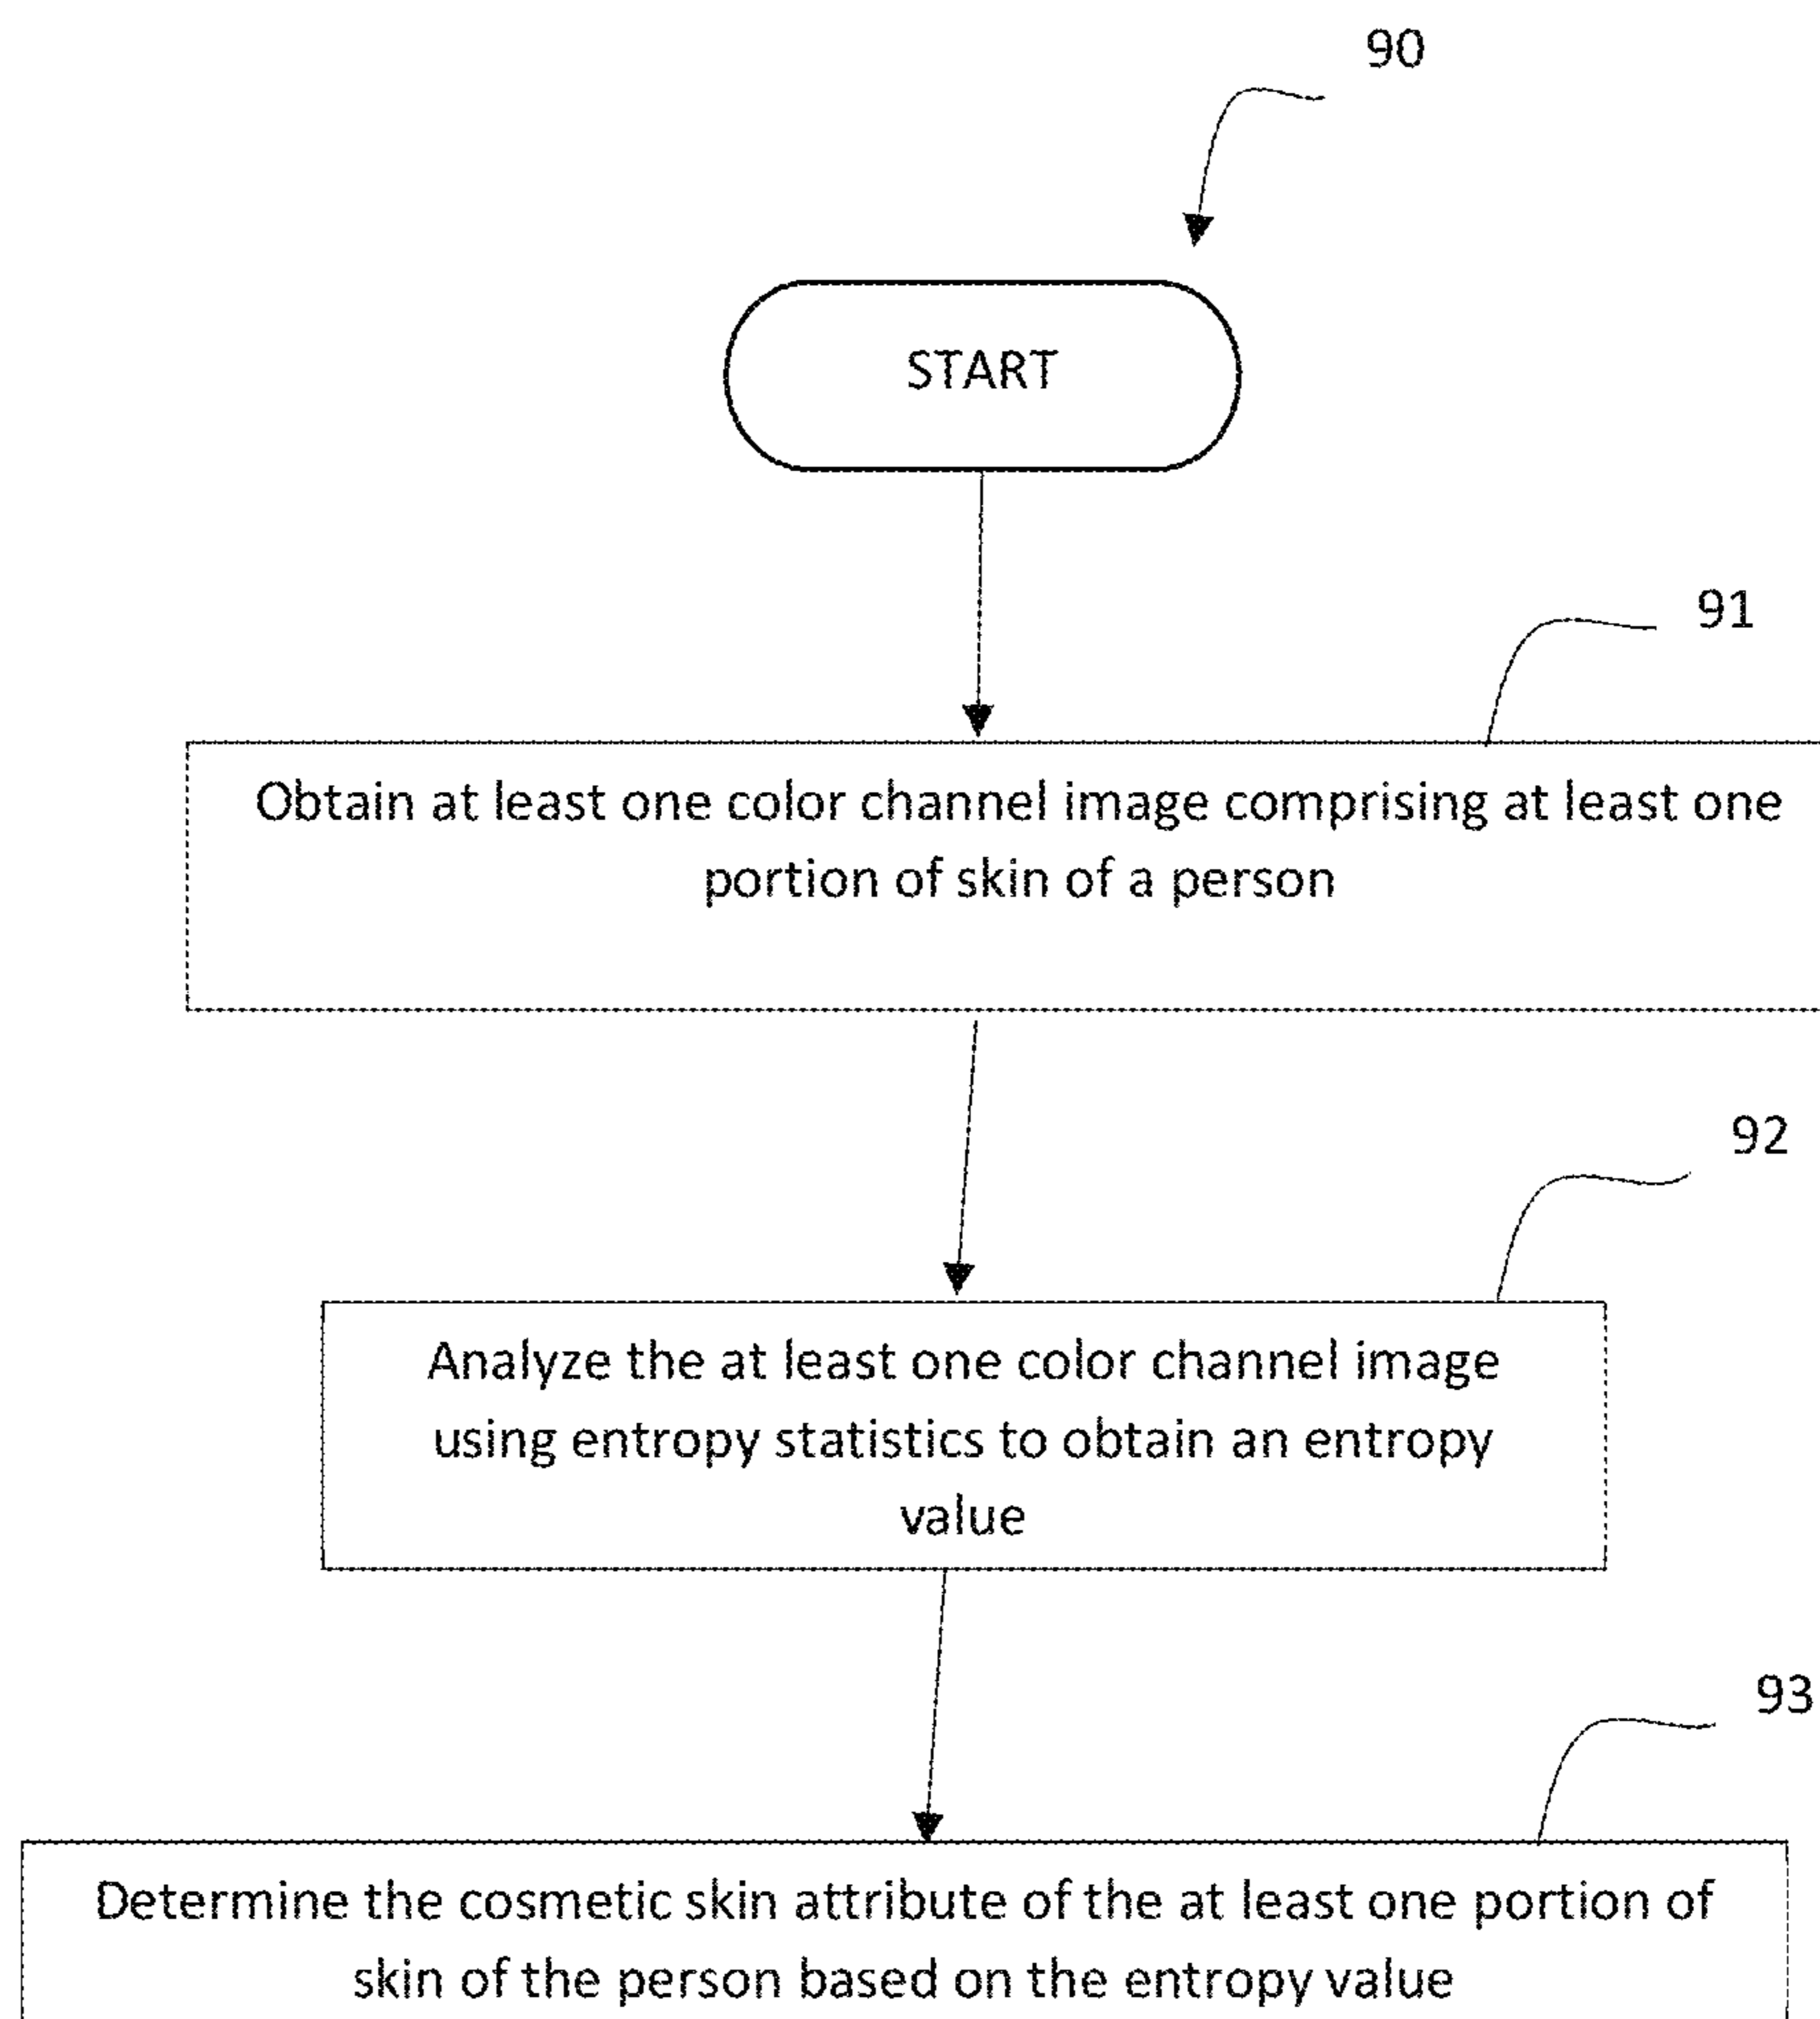 90
START
91
Obtain at least one color channel image comprising at least one
portion of skin of a person
92
Analyze the at least one color channel image
using entropy statistics to obtain an entropy
value
93
Determine the cosmetic skin attribute of the at least one portion of
skin of the person based on the entropy value